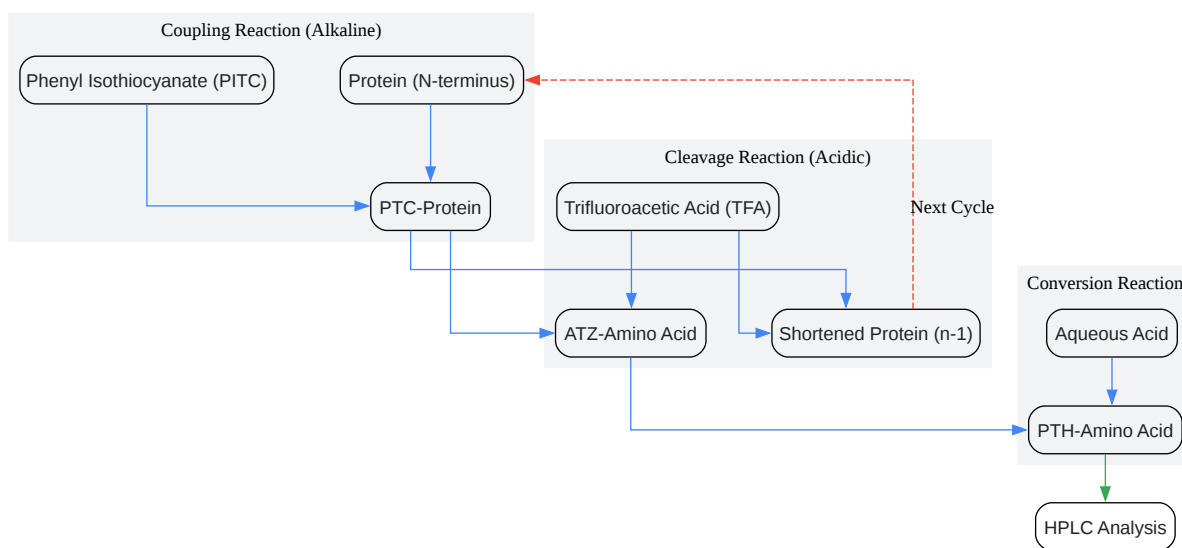 Coupling Reaction (Alkaline)
Phenyl Isothiocyanate (PITC)
Protein (N-terminus)
PTC-Protein
Cleavage Reaction (Acidic)
Trifluoroacetic Acid (TFA)
Next Cycle
ATZ-Amino Acid
Shortened Protein (n-1)
Conversion Reaction
Aqueous Acid
PTH-Amino Acid
HPLC Analysis